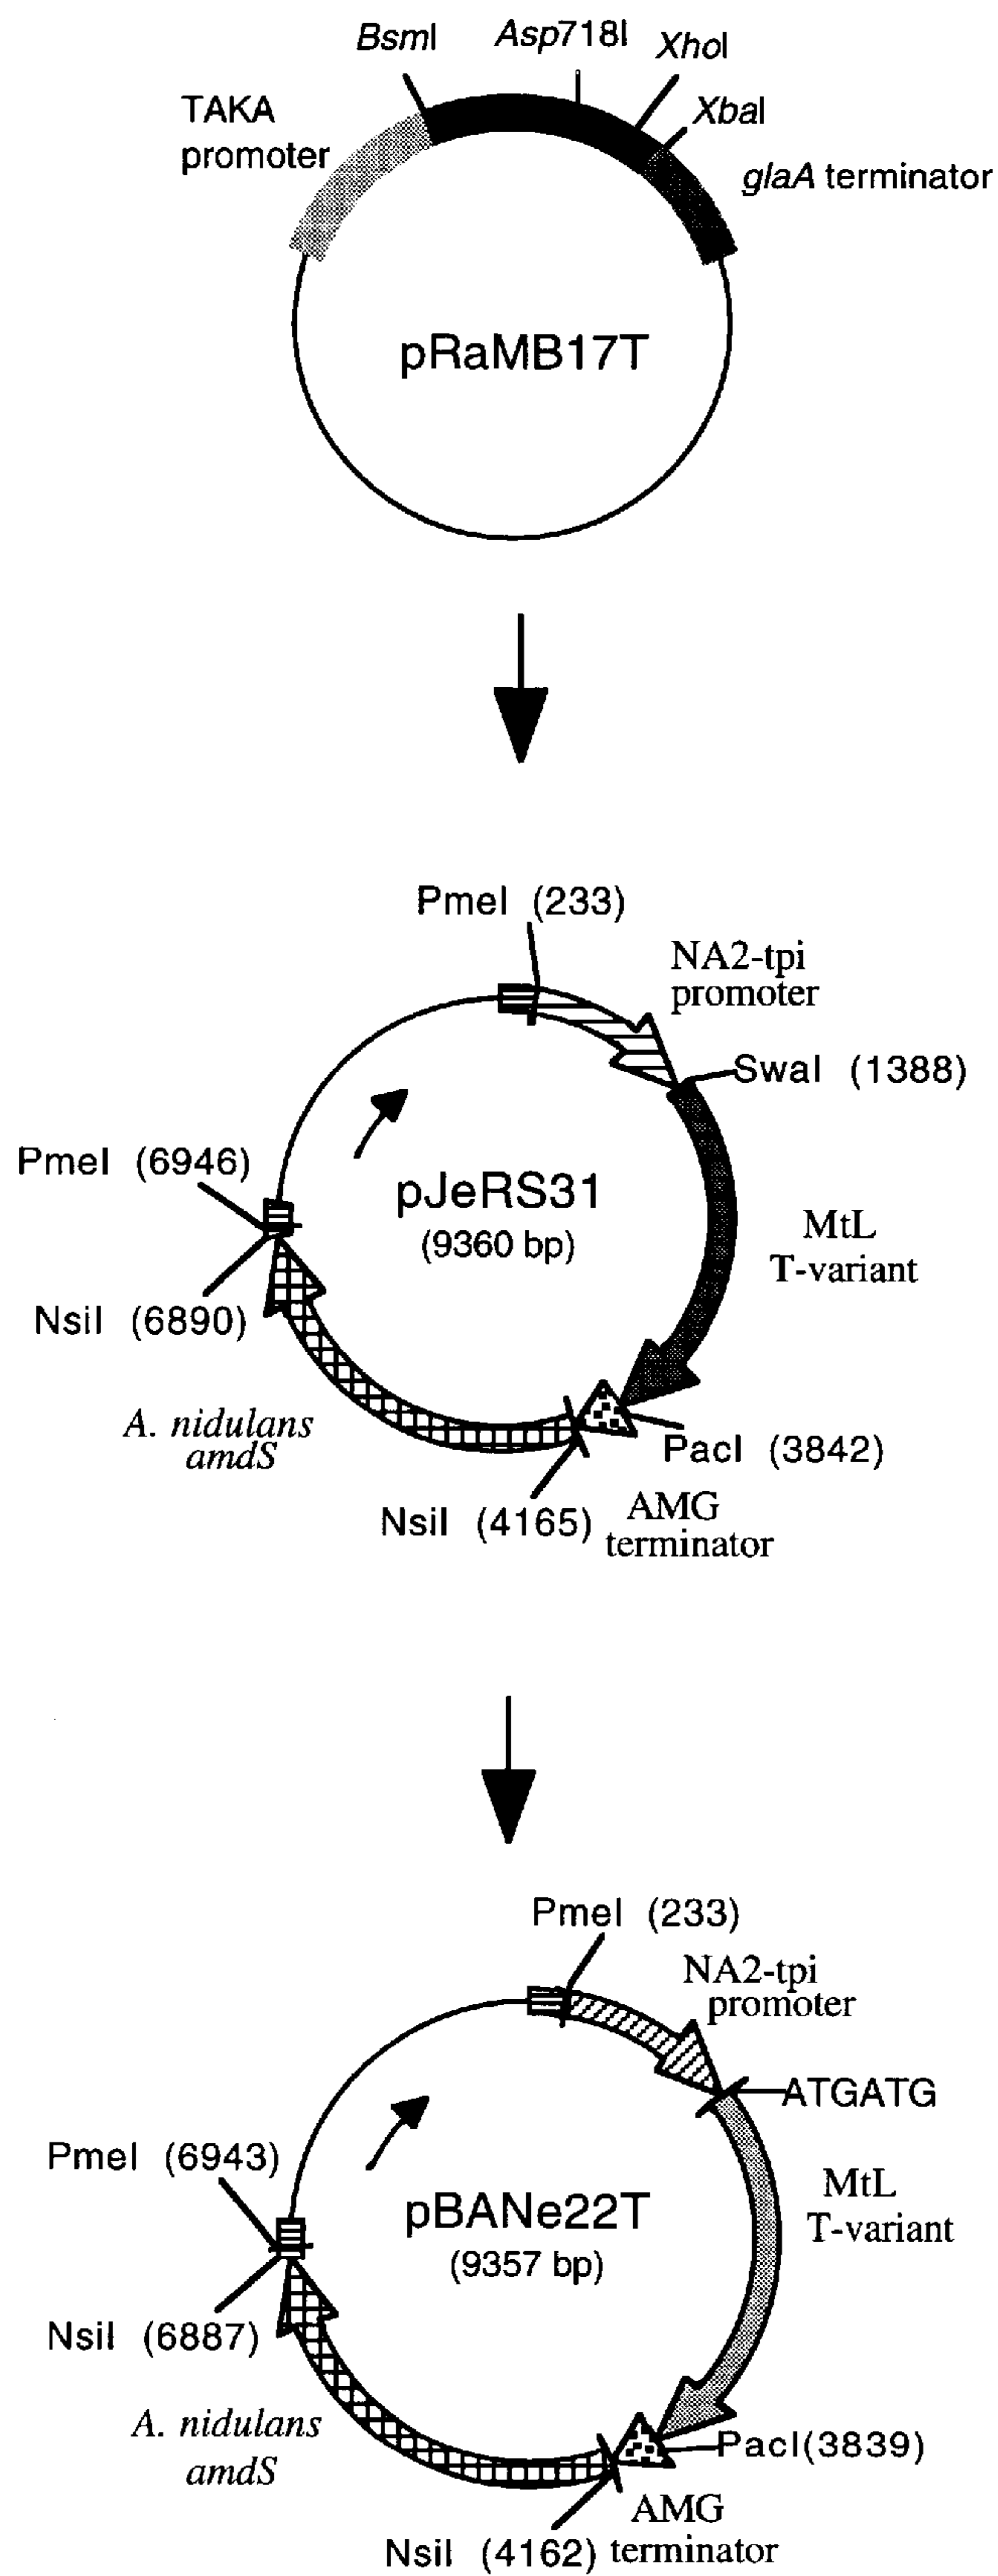 BsmI
Asp718I
XhoI
XbaI
TAKA
promoter
glaA terminator
pRaMB17T
PmeI (233)
NA2-tpi
promoter
SwaI (1388)
PmeI (6946)
pJeRS31
(9360 bp)
MtL
T-variant
NsiI (6890)
A. nidulans
amdS
PacI (3842)
NsiI (4165)
AMG
terminator
PmeI (233)
NA2-tpi
promoter
ATGATG
PmeI (6943)
pBANe22T
(9357 bp)
MtL
T-variant
NsiI (6887)
A. nidulans
amdS
PacI(3839)
AMG
NsiI (4162) terminator